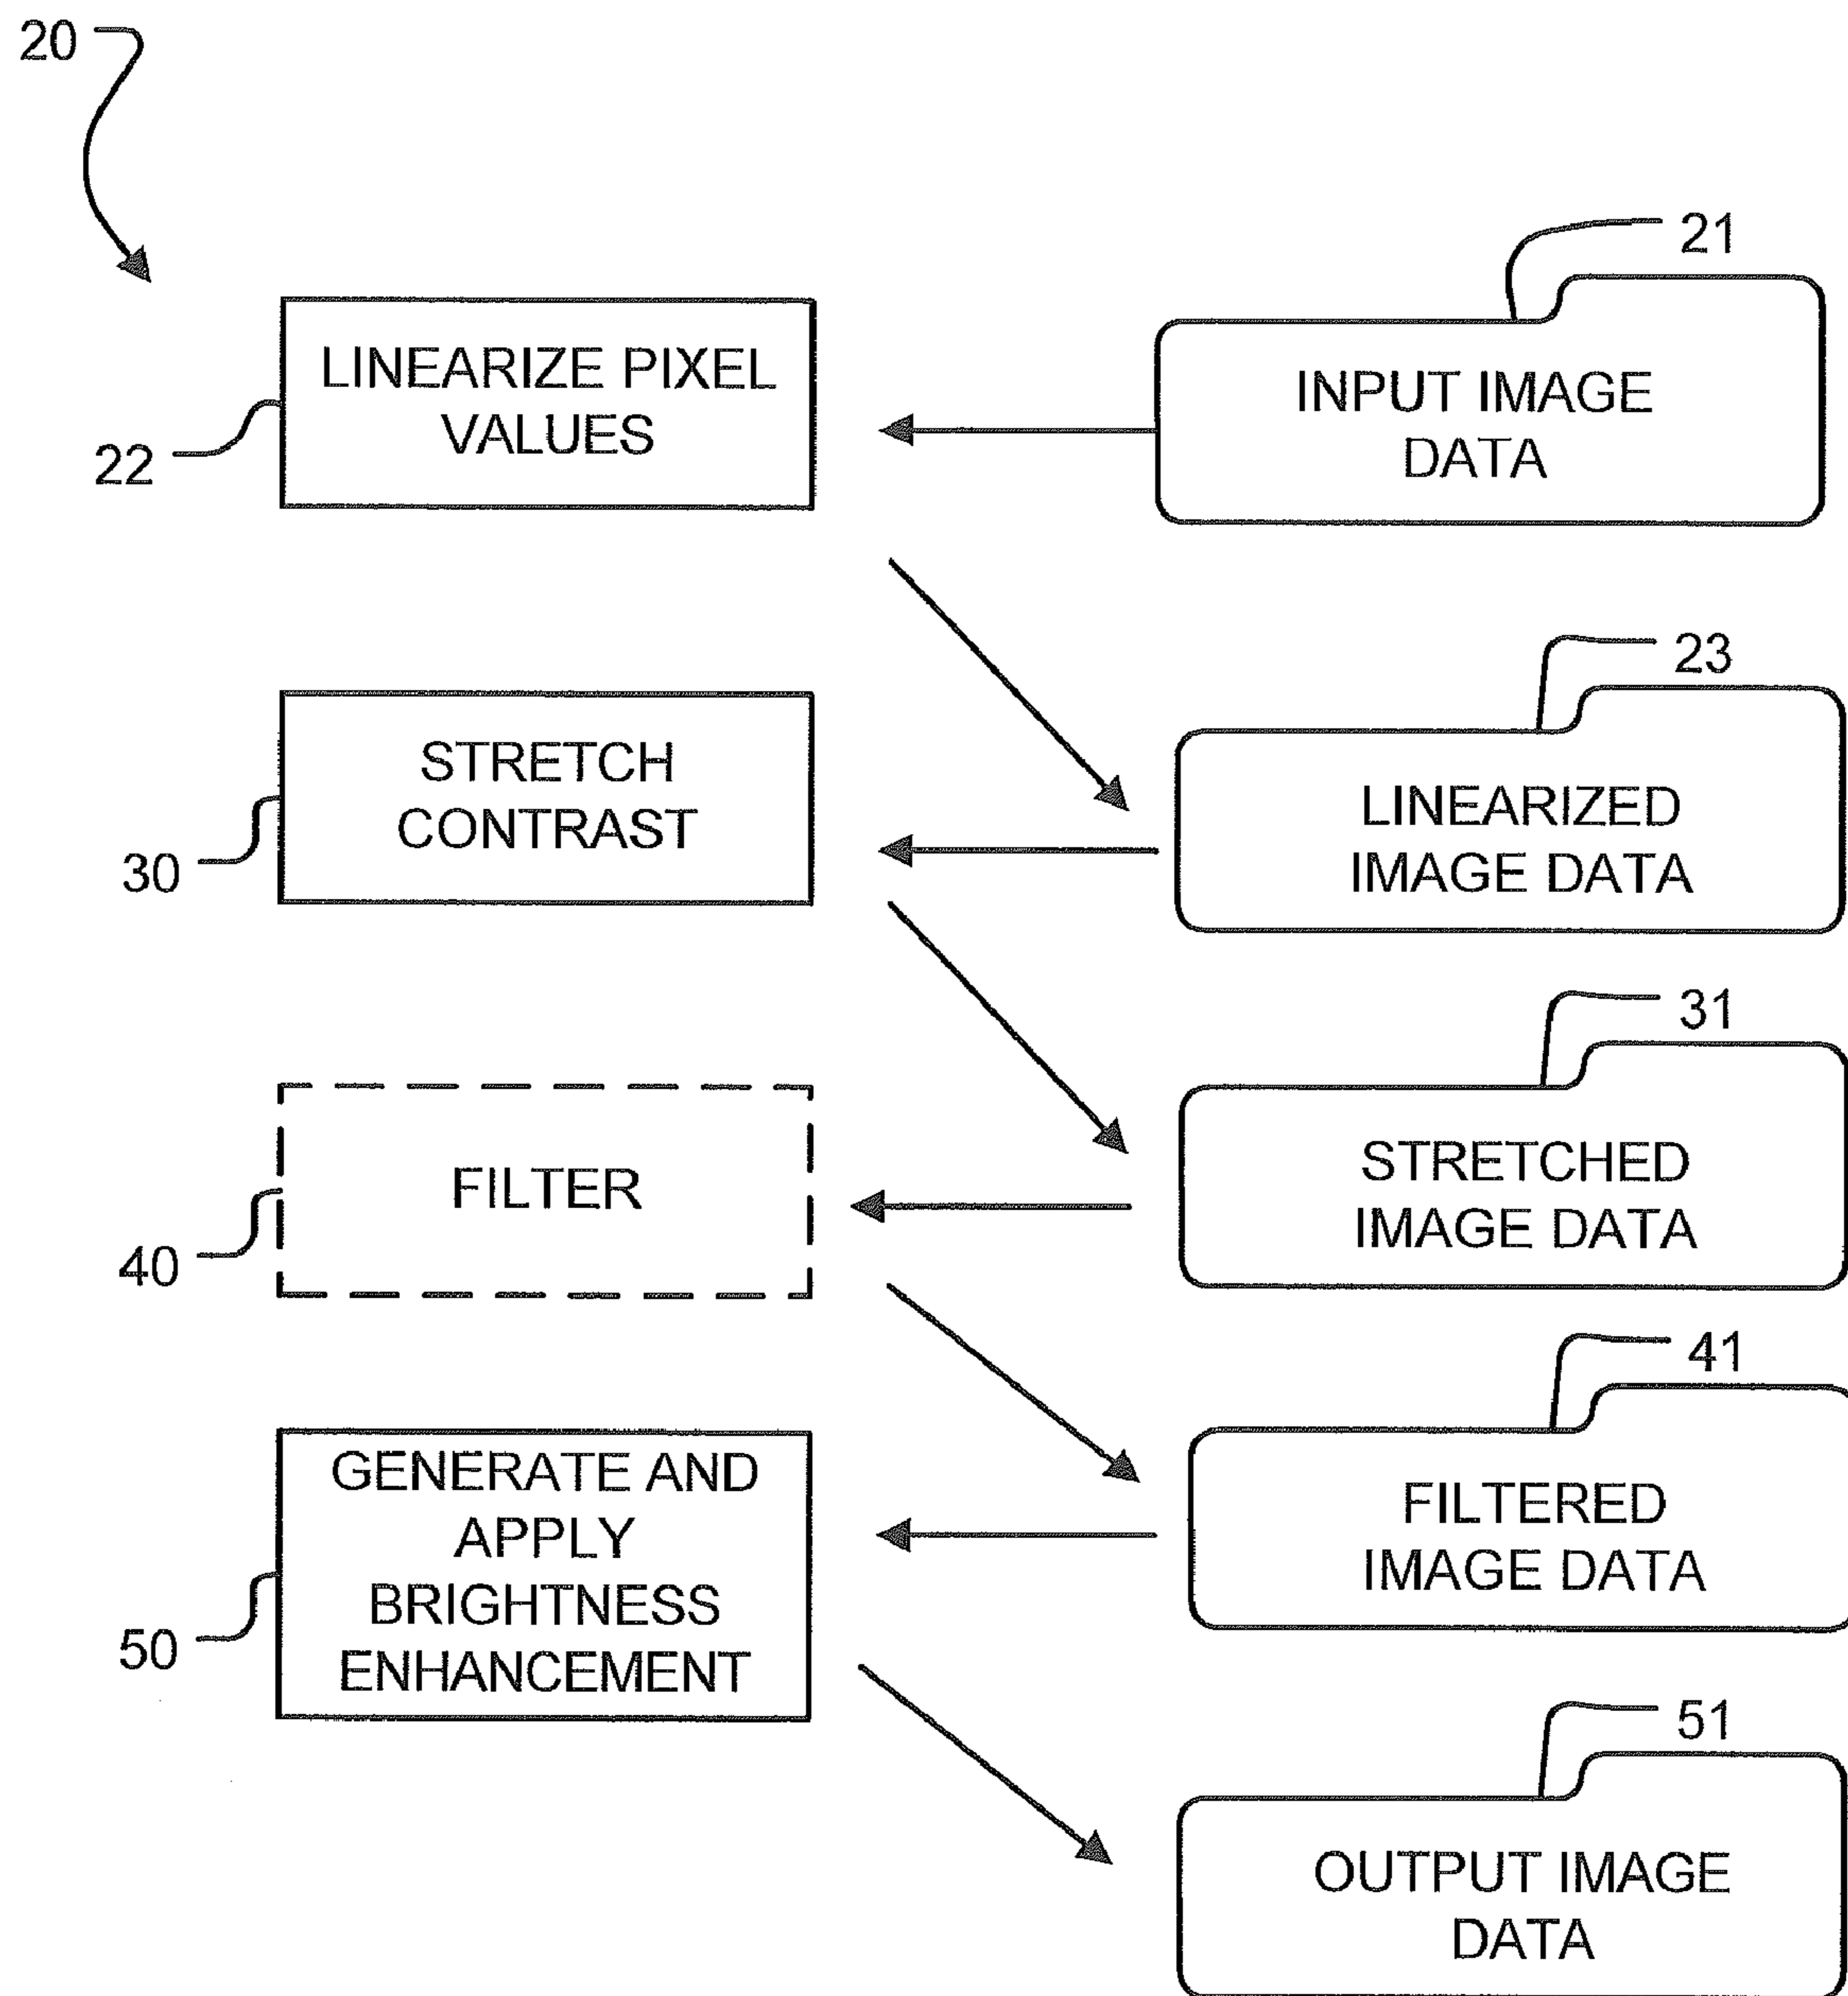 20
21
LINEARIZE PIXEL
VALUES
22
INPUT IMAGE
DATA
23
STRETCH
CONTRAST
30
LINEARIZED
IMAGE DATA
31
FILTER
40
STRETCHED
IMAGE DATA
41
GENERATE AND
APPLY
BRIGHTNESS
ENHANCEMENT
50
FILTERED
IMAGE DATA
51
OUTPUT IMAGE
DATA